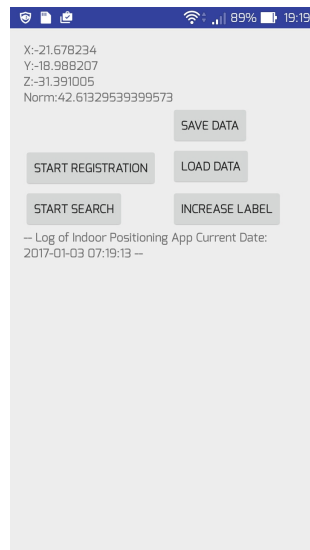 89% 19:19
X:-21.678234
Y:-18.988207
Z:-31.391005
Norm:42.61329539399573
SAVE DATA
START REGISTRATION LOAD DATA
START SEARCH INCREASE LABEL
-- Log of Indoor Positioning App Current Date:
2017-01-03 07:19:13 --